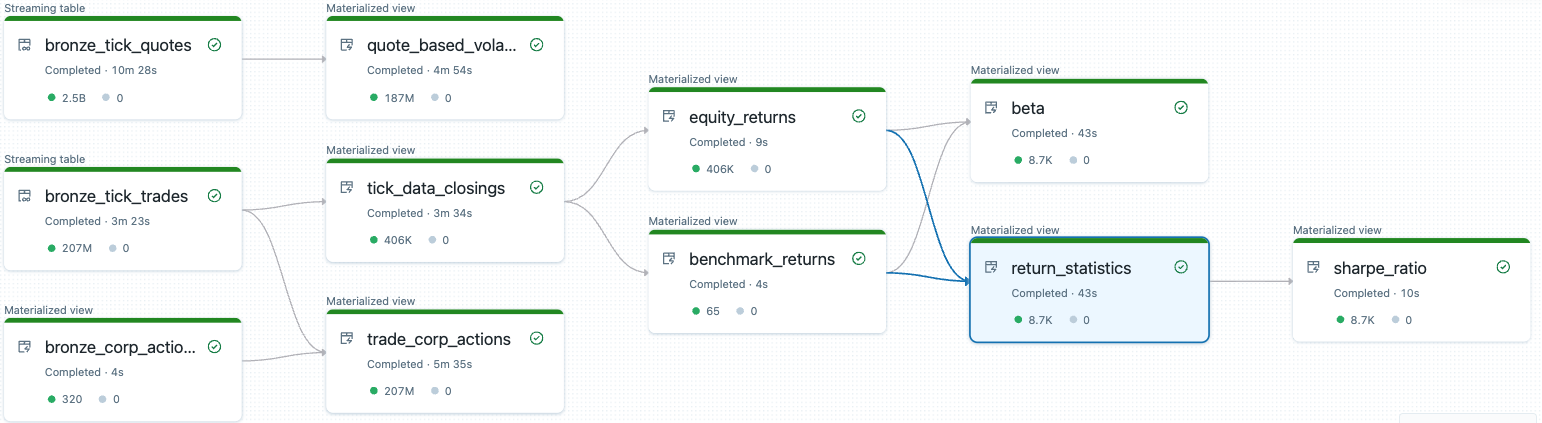 Streaming table
bronze_tick_quotes
Completed · 10m 28s
2.5B 0
Materialized view
quote_based_vola...
Completed · 4m 54s
187M 0
Streaming table
bronze_tick_trades
Completed · 3m 23s
207M 0
Materialized view
tick_data_closings
Completed · 3m 34s
406K 0
Materialized view
bronze_corp_actio...
Completed · 4s
320 0
Materialized view
trade_corp_actions
Completed · 5m 35s
207M 0
Materialized view
equity_returns
Completed · 9s
406K 0
Materialized view
benchmark_returns
Completed · 4s
65 0
Materialized view
beta
Completed · 43s
8.7K 0
Materialized view
return_statistics
Completed · 43s
8.7K 0
Materialized view
sharpe_ratio
Completed · 10s
8.7K 0